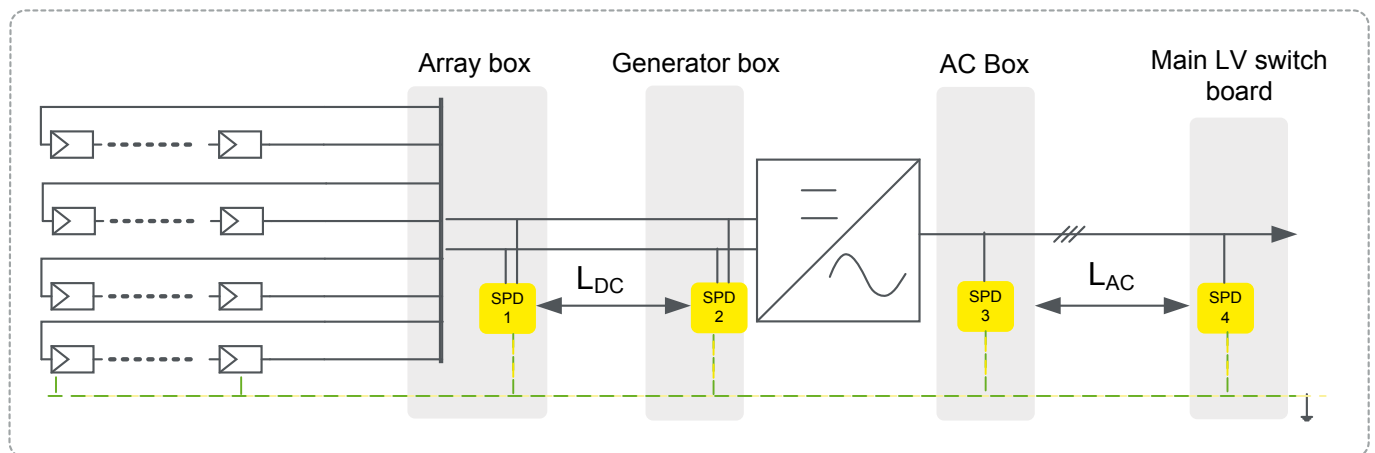 Array box
Generator box
AC Box
Main LV switch
board
LDC
LAC
SPD
1
SPD
2
SPD
3
SPD
4